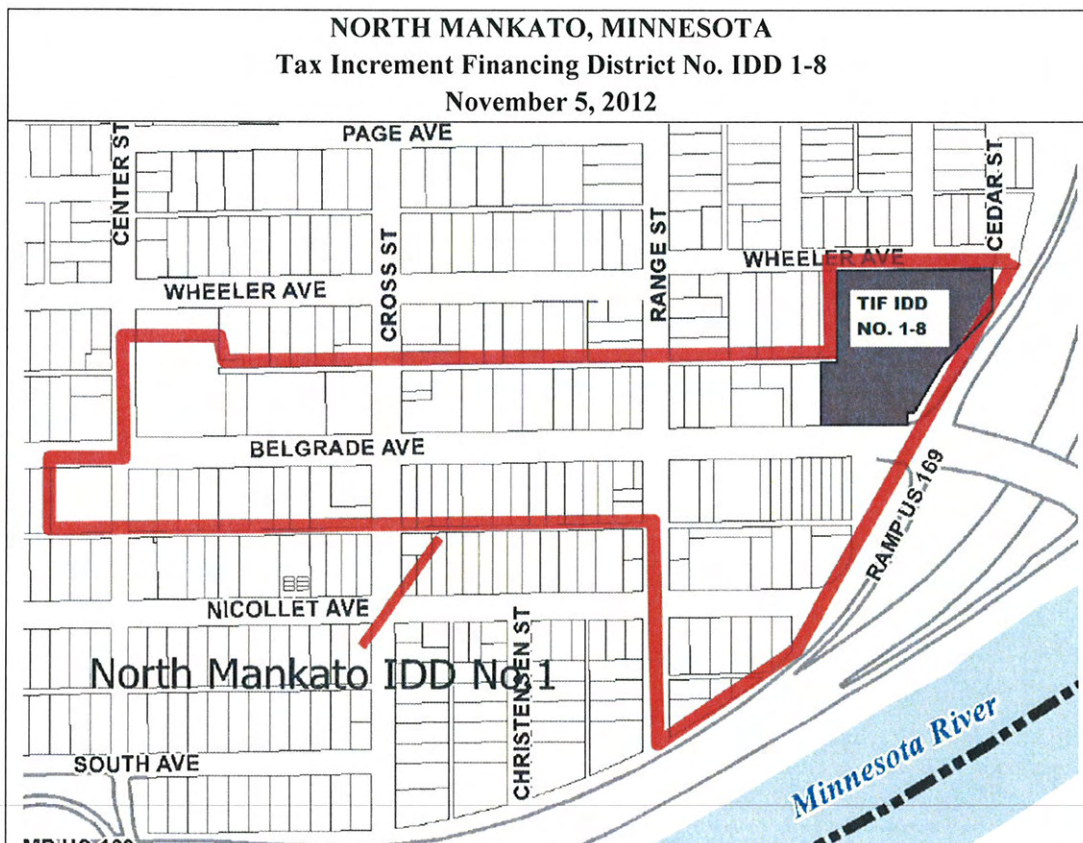 NORTH MANKATO, MINNESOTA
Tax Increment Financing District No. IDD 1-8
November 5, 2012
PAGE AVE
CENTER ST
CROSS ST
RANGE ST
CEDAR ST
WHEELER AVE
WHEELER AVE
TIF IDD
NO. 1-8
BELGRADE AVE
RAMP US 169
NICOLLET AVE
CHRISTENSEN ST
North Mankato IDD No 1
SOUTH AVE
Minnesota River